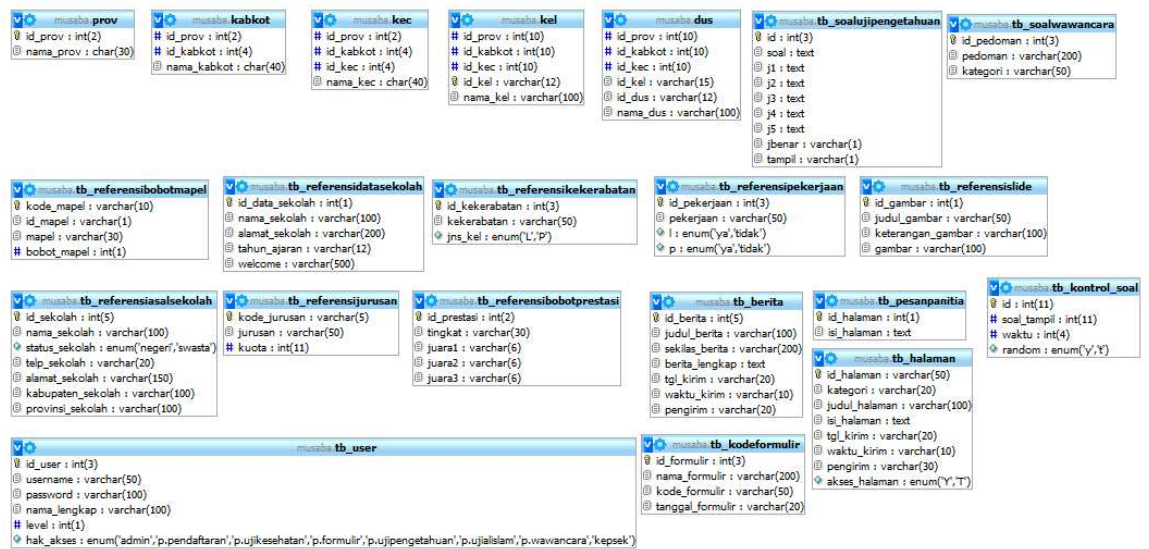 musaba.prov
id_prov : int(2)
nama_prov : char(30)
musaba.kabkot
id_prov : int(2)
id_kabkot : int(4)
nama_kabkot : char(40)
musaba.kec
id_prov : int(2)
id_kabkot : int(4)
id_kec : int(4)
nama_kec : char(40)
musaba.kel
id_prov : int(10)
id_kabkot : int(10)
id_kec : int(10)
id_kel : varchar(12)
nama_kel : varchar(100)
musaba.dus
id_prov : int(10)
id_kabkot : int(10)
id_kec : int(10)
id_kel : varchar(15)
id_dus : varchar(12)
nama_dus : varchar(100)
musaba.tb_soalujipengetahuan
id : int(3)
soal : text
j1 : text
j2 : text
j3 : text
j4 : text
j5 : text
jbenar : varchar(1)
tampil : varchar(1)
musaba.tb_soalwawancara
id_pedoman : int(3)
pedoman : varchar(200)
kategori : varchar(50)
musaba.tb_referensibobotmapel
kode_mapel : varchar(10)
id_mapel : varchar(1)
mapel : varchar(30)
bobot_mapel : int(1)
musaba.tb_referensidatasekolah
id_data_sekolah : int(1)
nama_sekolah : varchar(100)
alamat_sekolah : varchar(200)
tahun_ajaran : varchar(12)
welcome : varchar(500)
musaba.tb_referensikekerabatan
id_kekerabatan : int(3)
kekerabatan : varchar(50)
jns_kel : enum('L','P')
musaba.tb_referensipekerjaan
id_pekerjaan : int(3)
pekerjaan : varchar(50)
l : enum('ya','tidak')
p : enum('ya','tidak')
musaba.tb_referensislide
id_gambar : int(1)
judul_gambar : varchar(50)
keterangan_gambar : varchar(100)
gambar : varchar(100)
musaba.tb_referensiasalsekolah
id_sekolah : int(5)
nama_sekolah : varchar(100)
status_sekolah : enum('negeri','swasta')
telp_sekolah : varchar(20)
alamat_sekolah : varchar(150)
kabupaten_sekolah : varchar(100)
provinsi_sekolah : varchar(100)
musaba.tb_referensijurusan
kode_jurusan : varchar(5)
jurusan : varchar(50)
kuota : int(11)
musaba.tb_referensibobotprestasi
id_prestasi : int(2)
tingkat : varchar(30)
juara1 : varchar(6)
juara2 : varchar(6)
juara3 : varchar(6)
musaba.tb_berita
id_berita : int(5)
judul_berita : varchar(100)
sekilas_berita : varchar(200)
berita_lengkap : text
tgl_kirim : varchar(20)
waktu_kirim : varchar(10)
pengirim : varchar(20)
musaba.tb_pesanpanitia
id_halaman : int(1)
isi_halaman : text
musaba.tb_kontrol_soal
id : int(11)
soal_tampil : int(11)
waktu : int(4)
random : enum('y','t')
musaba.tb_halaman
id_halaman : varchar(50)
kategori : varchar(20)
judul_halaman : varchar(100)
isi_halaman : text
tgl_kirim : varchar(20)
waktu_kirim : varchar(10)
pengirim : varchar(30)
akses_halaman : enum('Y','T')
musaba.tb_user
id_user : int(3)
username : varchar(50)
password : varchar(100)
nama_lengkap : varchar(100)
level : int(1)
hak_akses : enum('admin','p.pendaftaran','p.ujikesehatan','p.formulir','p.ujipengetahuan','p.ujialislam','p.wawancara','kepsek')
musaba.tb_kodeformulir
id_formulir : int(3)
nama_formulir : varchar(200)
kode_formulir : varchar(50)
tanggal_formulir : varchar(20)